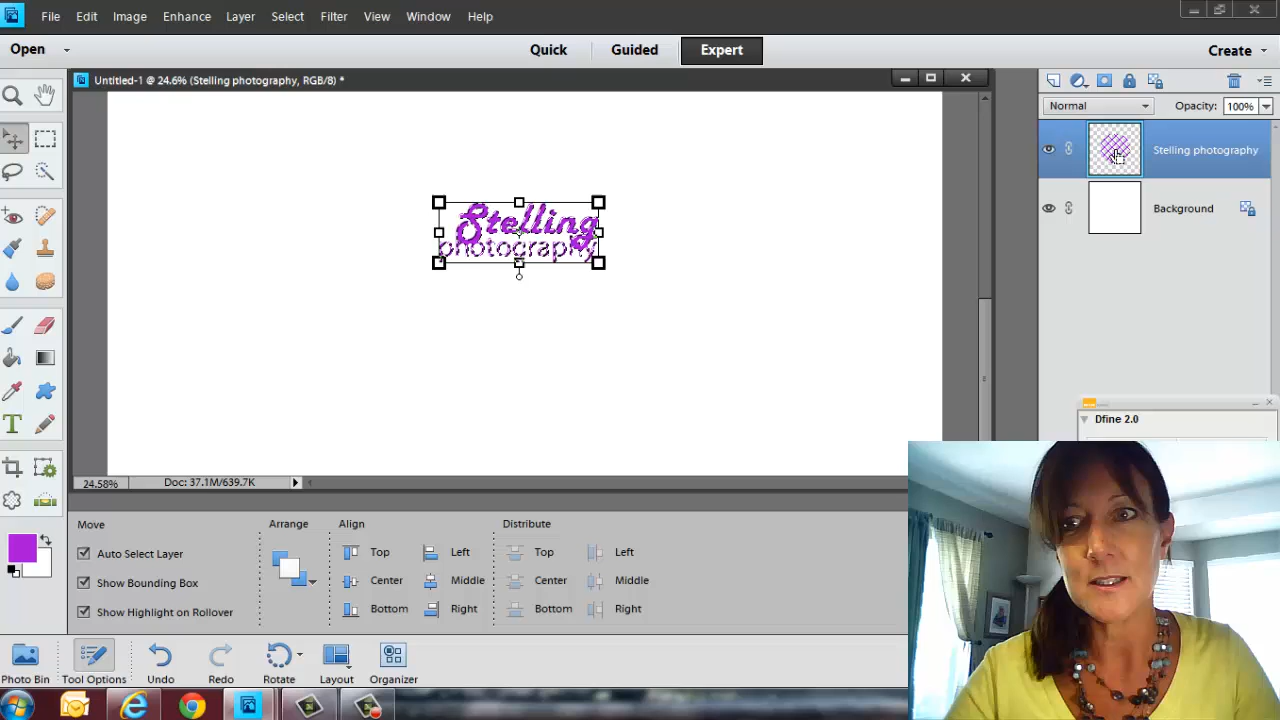 File Edit Image Enhance Layer Select Filter View Window Help
Open Quick Guided Expert Create
Untitled-1 @ 24.6% (Stelling photography, RGB/8) *
Normal Opacity: 100%
Stelling photography
Background
Stelling
photography
Dfine 2.0
24.58% Doc: 37.1M/639.7K
Move Arrange Align Distribute
Auto Select Layer Top Left Top Left
Show Bounding Box Center Middle Center Middle
Show Highlight on Rollover Bottom Right Bottom Right
Photo Bin Tool Options Undo Redo Rotate Layout Organizer